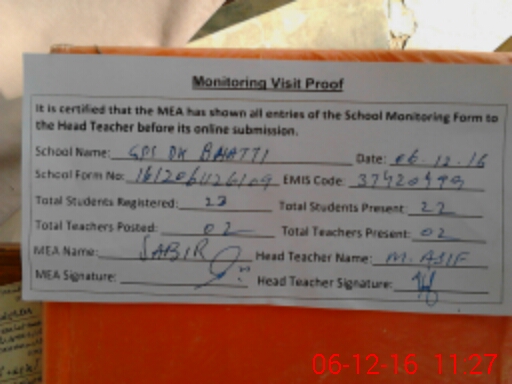 Monitoring Visit Proof
It is certified that the MEA has shown all entries of the School Monitoring Form to
the Head Teacher before its online submission.
School Name: GPS DK BHATTI Date: 06.12.16
School Form No: EMIS Code: 37420499
Total Students Registered: 23 Total Students Present: 22
Total Teachers Posted: 02 Total Teachers Present: 02
MEA Name: SABIR Head Teacher Name: M. ASIF
MEA Signature: Head Teacher Signature:
06-12-16 11:27